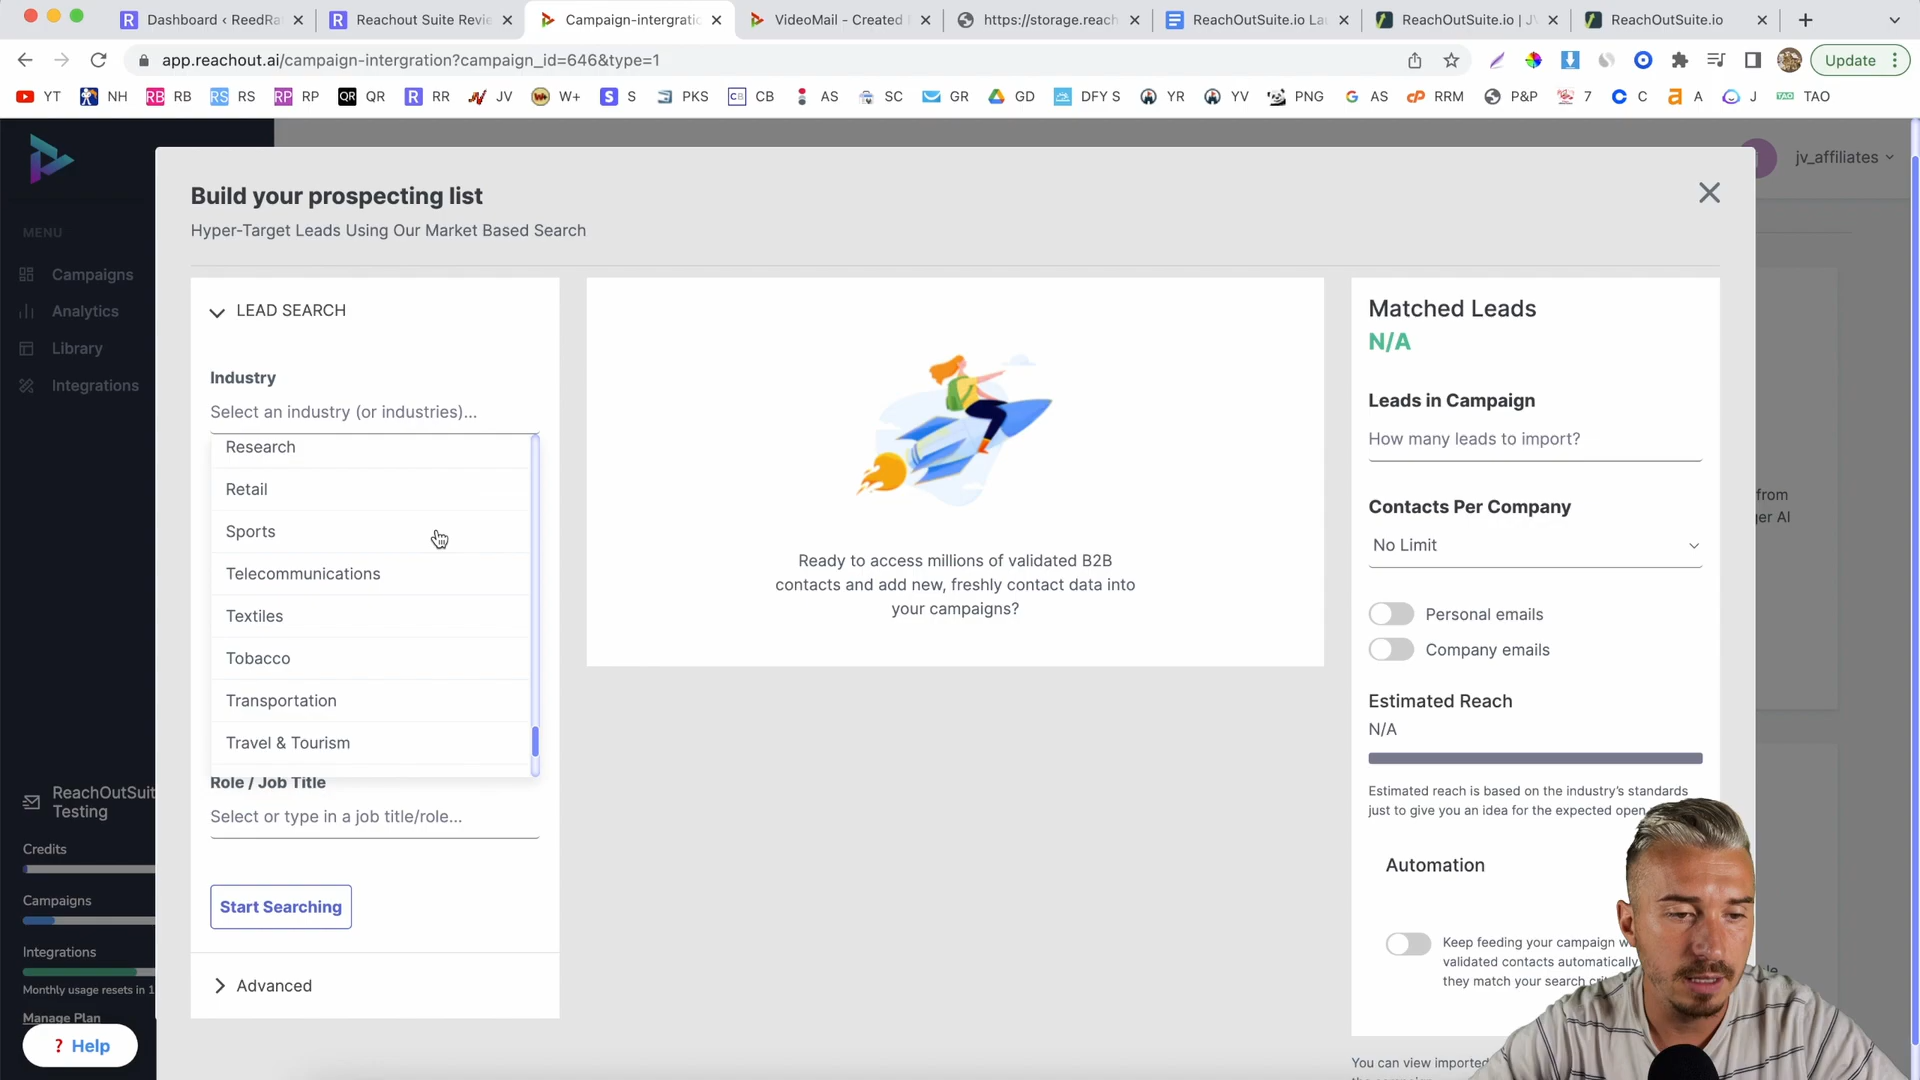 Dashboard ‹ ReedRa
Reachout Suite Revie
Campaign-intergratio
VideoMail - Created
https://storage.reach
ReachOutSuite.io La
ReachOutSuite.io | JV
ReachOutSuite.io
app.reachout.ai/campaign-intergration?campaign_id=646&type=1
Update
YT
NH
RB
RS
RP
QR
RR
JV
W+
S
PKS
CB
AS
SC
GR
GD
DFY S
YR
YV
PNG
AS
RRM
P&P
7
C
A
J
TAO
jv_affiliates
MENU
Campaigns
Analytics
Library
Integrations
Build your prospecting list
Hyper-Target Leads Using Our Market Based Search
LEAD SEARCH
Industry
Select an industry (or industries)...
Research
Retail
Sports
Telecommunications
Textiles
Tobacco
Transportation
Travel & Tourism
Role / Job Title
Select or type in a job title/role...
Start Searching
Advanced
Ready to access millions of validated B2B
contacts and add new, freshly contact data into
your campaigns?
Matched Leads
N/A
Leads in Campaign
How many leads to import?
Contacts Per Company
No Limit
Personal emails
Company emails
Estimated Reach
N/A
Estimated reach is based on the industry's standards
just to give you an idea for the expected open
Automation
Keep feeding your campaign w
validated contacts automatically
they match your search cri
You can view imported
from
ger AI
ReachOutSuit
Testing
Credits
Campaigns
Integrations
Monthly usage resets in 1
Manage Plan
? Help